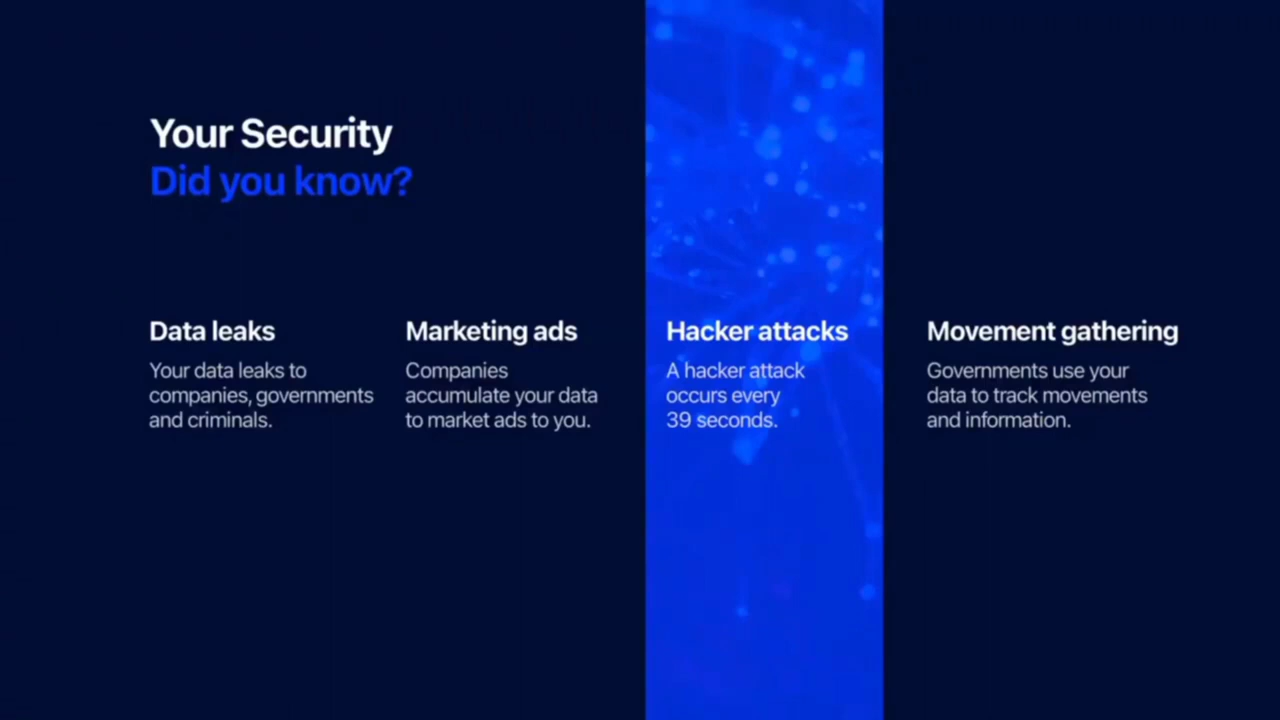 Your Security
Did you know?
Data leaks
Your data leaks to
companies, governments
and criminals.
Marketing ads
Companies
accumulate your data
to market ads to you.
Hacker attacks
A hacker attack
occurs every
39 seconds.
Movement gathering
Governments use your
data to track movements
and information.